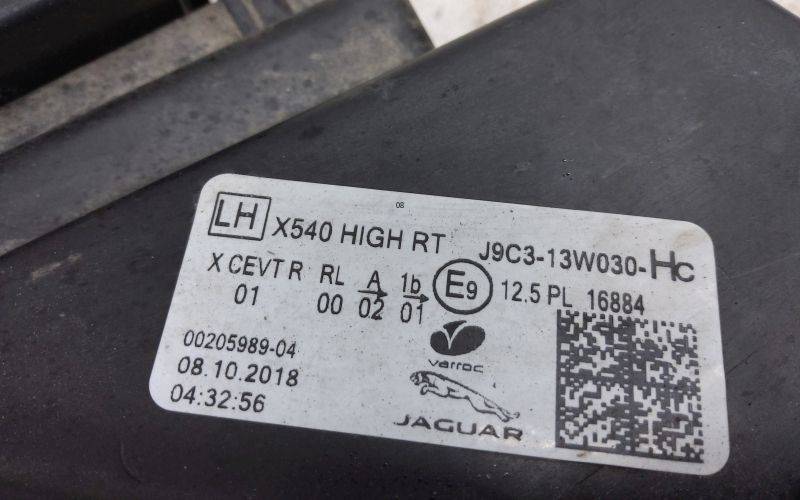 08
LH X540 HIGH RT J9C3-13W030-Hc
X CEVT R RL A 1b E9 12.5 PL 16884
01 00 02 01
00205989-04
08.10.2018
04:32:56
varroc
JAGUAR